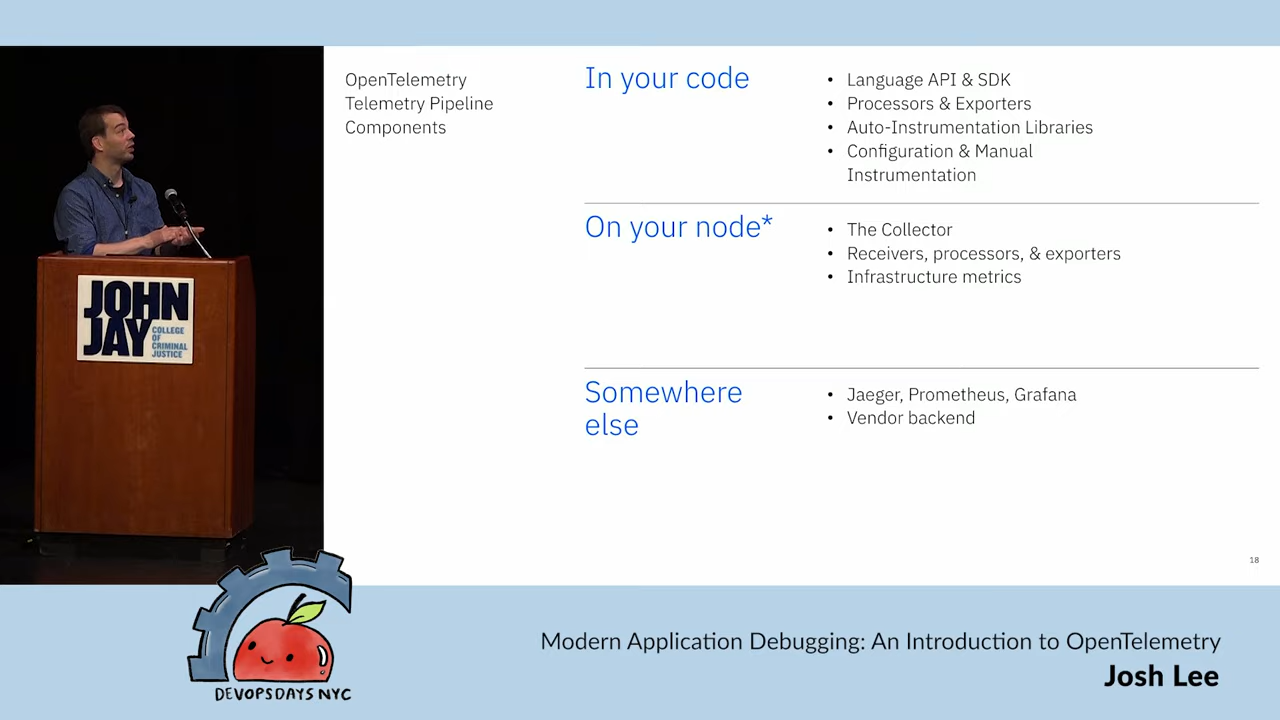 OpenTelemetry
Telemetry Pipeline
Components
In your code
• Language API & SDK
• Processors & Exporters
• Auto-Instrumentation Libraries
• Configuration & Manual
Instrumentation
On your node*
• The Collector
• Receivers, processors, & exporters
• Infrastructure metrics
Somewhere
else
• Jaeger, Prometheus, Grafana
• Vendor backend
18
JOHN
JAY
COLLEGE
OF
CRIMINAL
JUSTICE
DEVOPSDAYS NYC
Modern Application Debugging: An Introduction to OpenTelemetry
Josh Lee